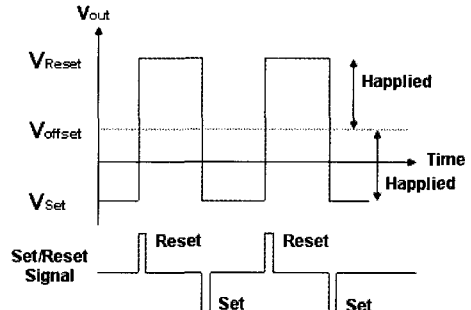 Vout
VReset
Happlied
Voffset
Time
Happlied
VSet
Reset
Reset
Set/Reset
Signal
Set
Set